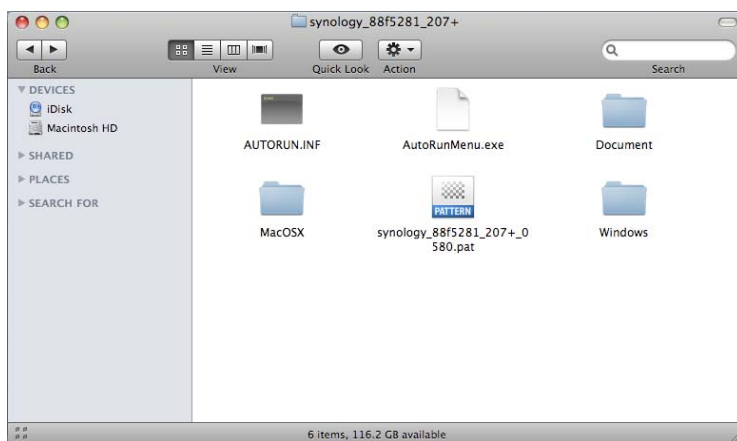 synology_88f5281_207+
Back
View
Quick Look
Action
Search
DEVICES
iDisk
Macintosh HD
SHARED
PLACES
SEARCH FOR
AUTORUN.INF
AutoRunMenu.exe
Document
MacOSX
PATTERN
synology_88f5281_207+_0
580.pat
Windows
6 items, 116.2 GB available